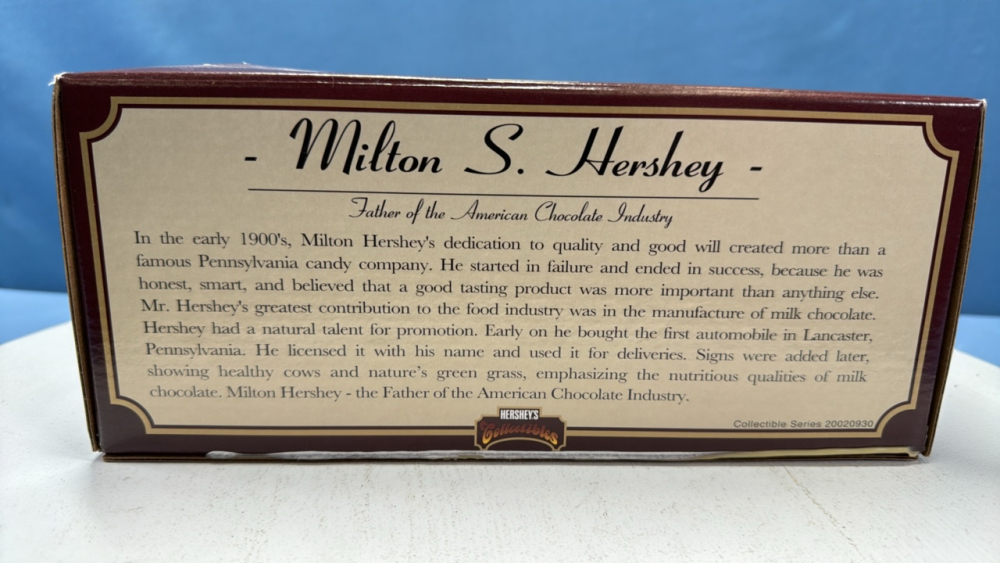 - Milton S. Hershey -
Father of the American Chocolate Industry
In the early 1900's, Milton Hershey's dedication to quality and good will created more than a
famous Pennsylvania candy company. He started in failure and ended in success, because he was
honest, smart, and believed that a good tasting product was more important than anything else.
Mr. Hershey's greatest contribution to the food industry was in the manufacture of milk chocolate.
Hershey had a natural talent for promotion. Early on he bought the first automobile in Lancaster,
Pennsylvania. He licensed it with his name and used it for deliveries. Signs were added later,
showing healthy cows and nature's green grass, emphasizing the nutritious qualities of milk
chocolate. Milton Hershey - the Father of the American Chocolate Industry.
HERSHEY'S
Collectibles
Collectible Series 20020930